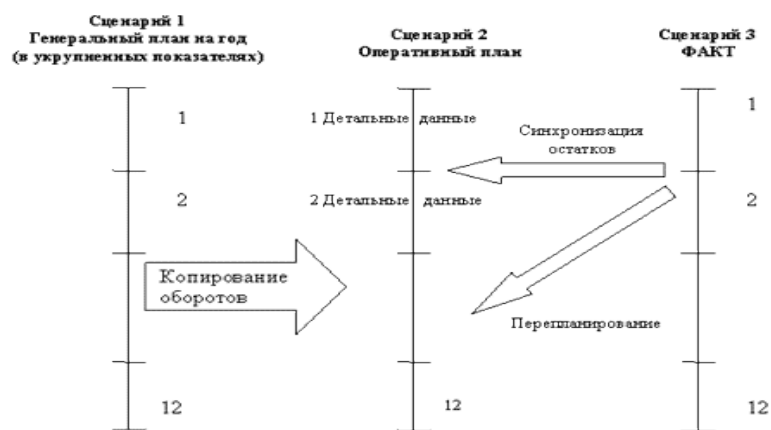 Сценарий 1
Генеральный план на год
(в укрупненных показателях)
Сценарий 2
Оперативный план
Сценарий 3
ФАКТ
1
1 Детальные данные
1
Синхронизация
остатков
2
2 Детальные данные
2
Копирование
оборотов
Перепланирование
12
12
12